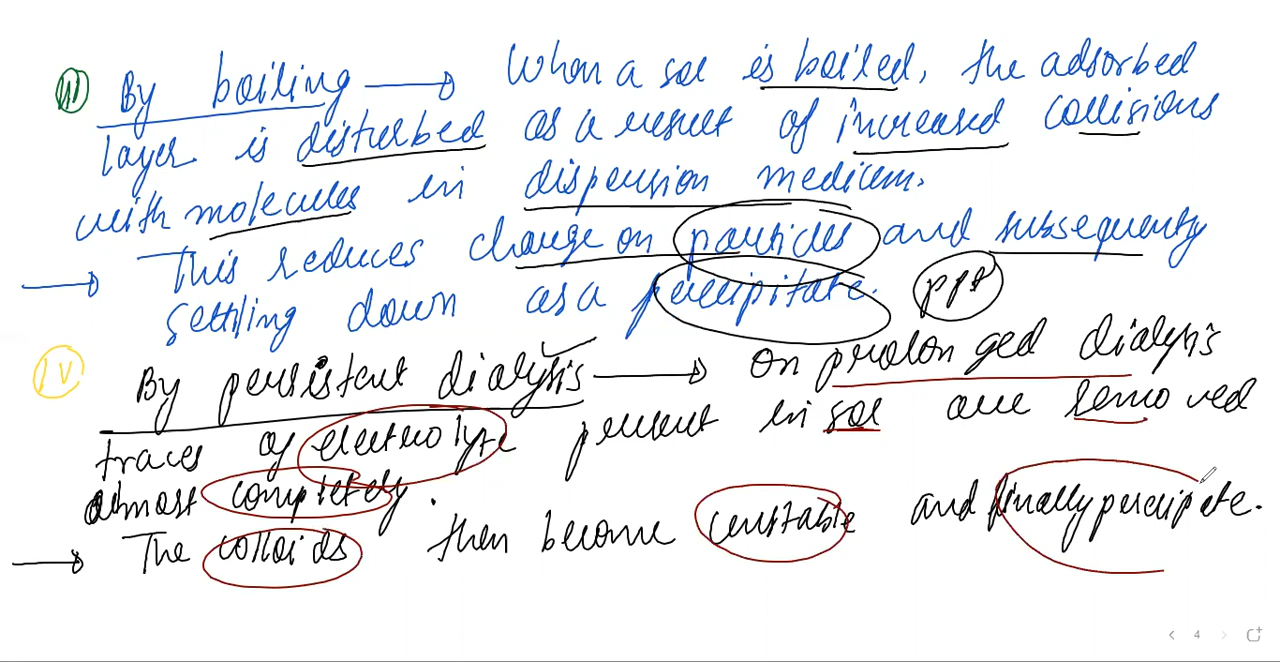 (iii) By boiling → When a sol is boiled, the adsorbed
layer is disturbed as a result of increased collisions
with molecules in dispersion medium.
→ This reduces charge on particles and subsequently
settling down as a precipitate. ppt
(iv) By persistent dialysis → On prolonged dialysis
traces of electrolyte present in sol are removed
almost completely.
→ The colloids then become unstable and finally percipate.
4